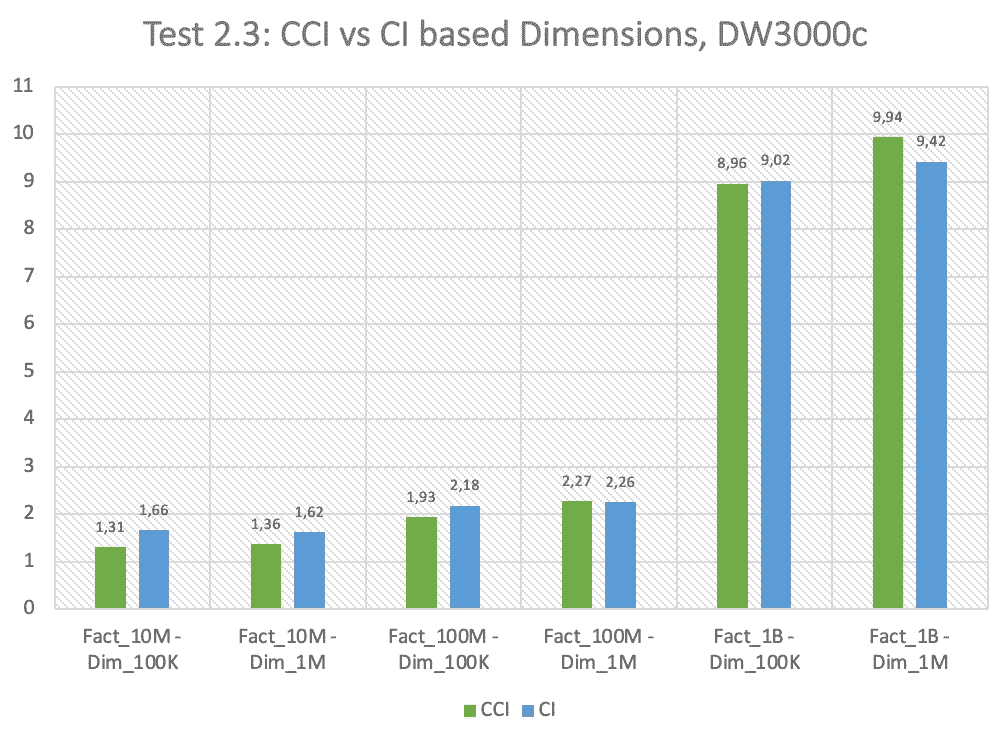 Test 2.3: CCI vs CI based Dimensions, DW3000c
11
10
9
8
7
6
5
4
3
2
1
0
1,31
1,66
1,36
1,62
1,93
2,18
2,27
2,26
8,96
9,02
9,94
9,42
Fact_10M -
Dim_100K
Fact_10M -
Dim_1M
Fact_100M -
Dim_100K
Fact_100M -
Dim_1M
Fact_1B -
Dim_100K
Fact_1B -
Dim_1M
CCI
CI